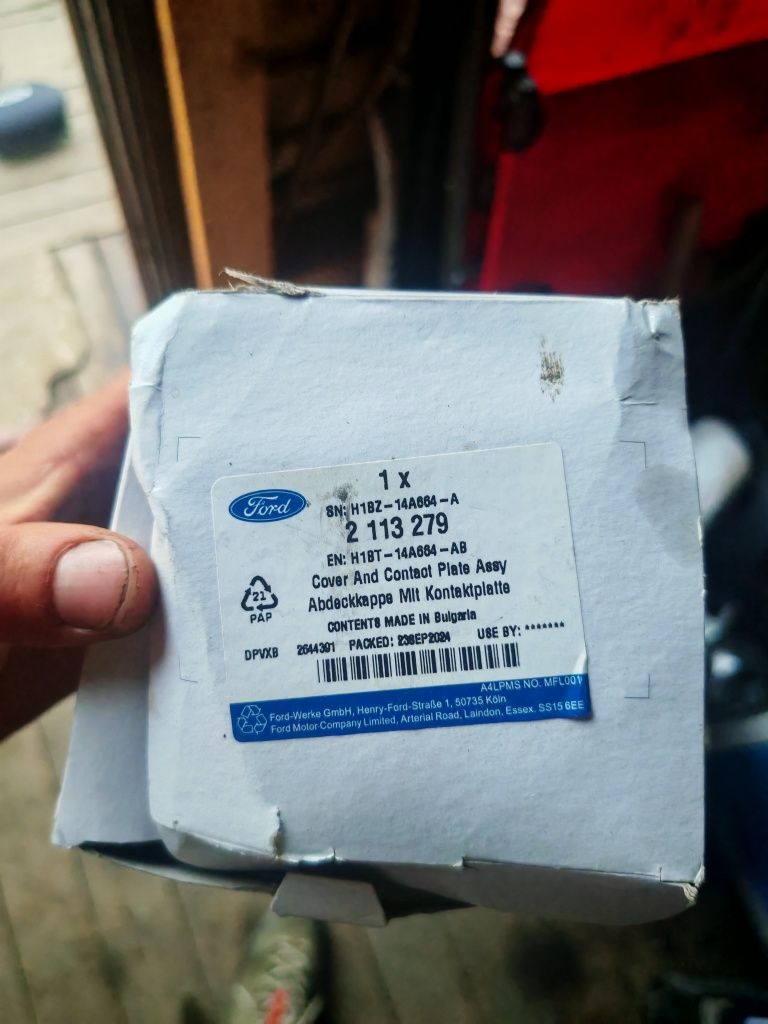 1 x
Ford
SN: H1BZ-14A664-A
2 113 279
EN: H1BT-14A664-AB
Cover And Contact Plate Assy
Abdeckkappe Mit Kontaktplatte
21
PAP
CONTENTS MADE IN Bulgaria
DPVXB 2644391 PACKED: 23SEP2024 USE BY: *******
A4LPMS NO. MFL001
Ford-Werke GmbH, Henry-Ford-Straße 1, 50735 Köln
Ford Motor Company Limited, Arterial Road, Laindon, Essex. SS15 6EE